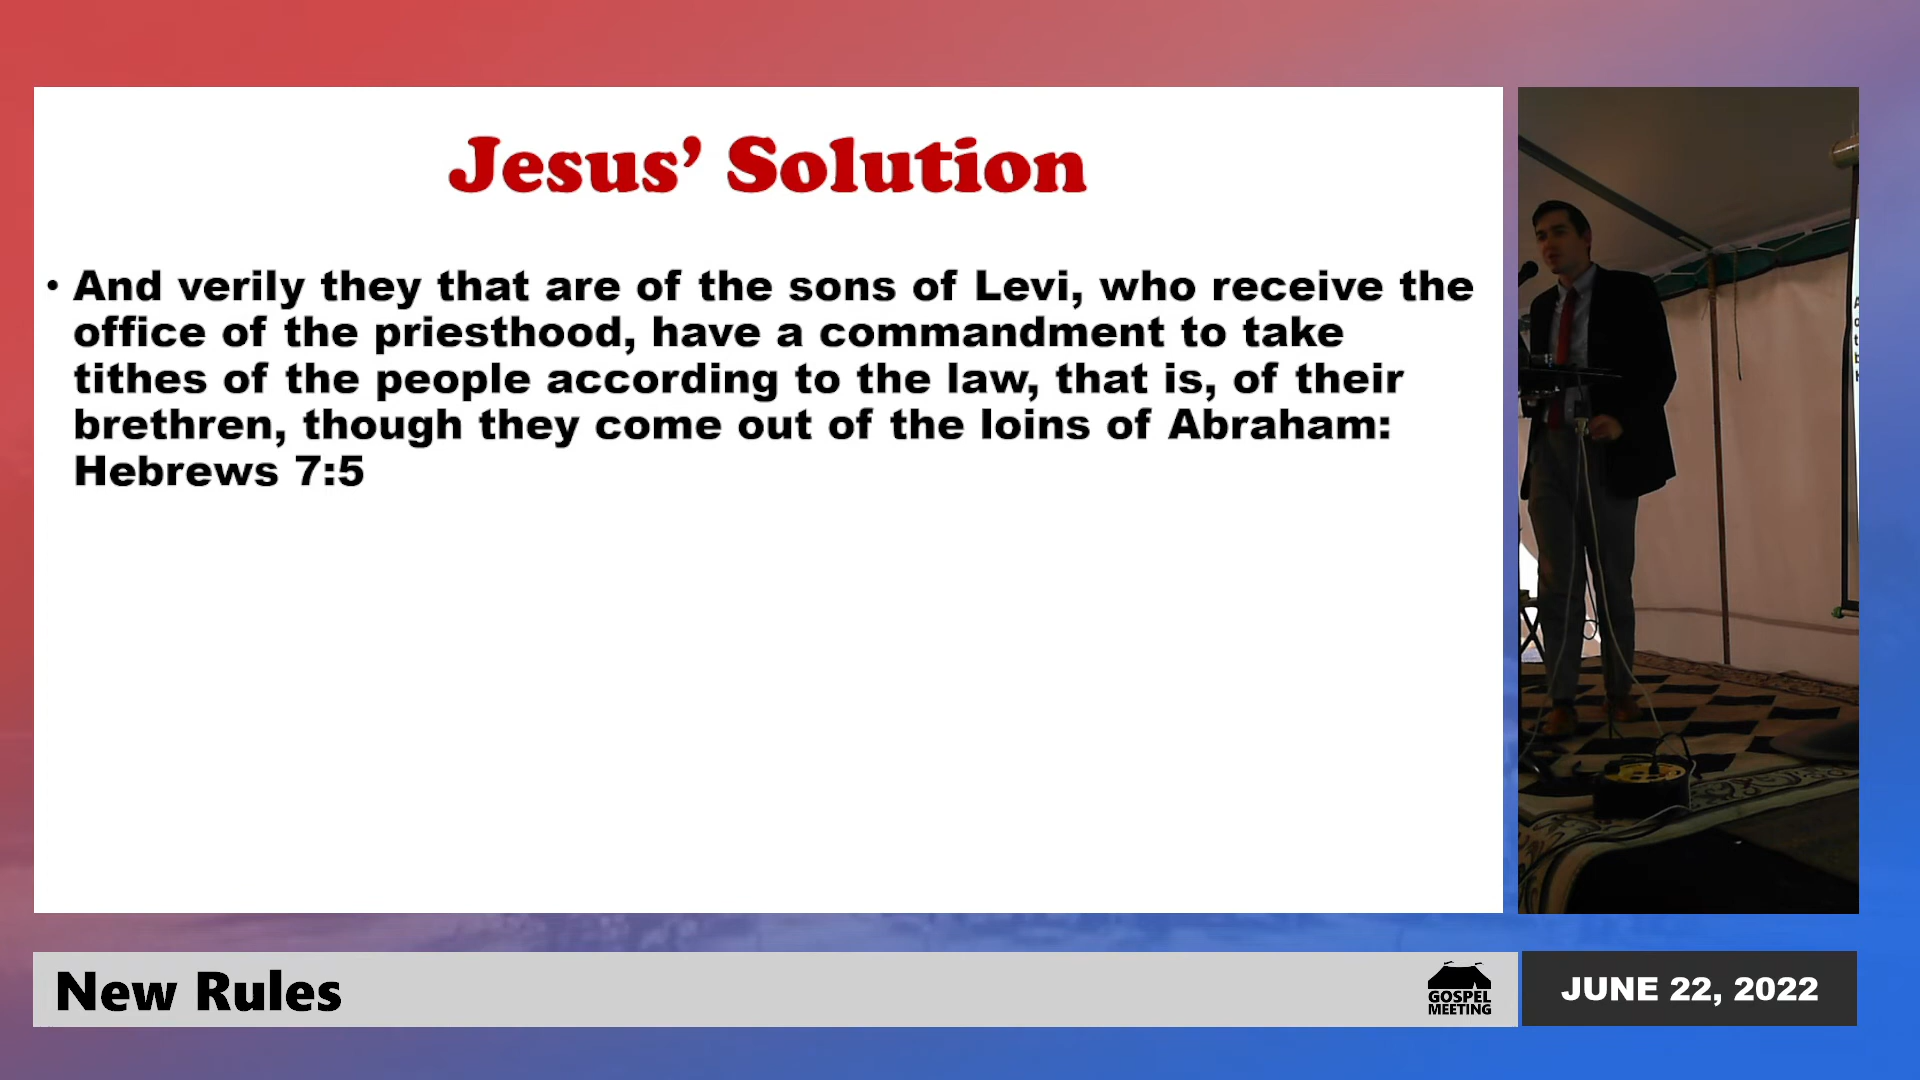 Jesus’ Solution
• And verily they that are of the sons of Levi, who receive the
office of the priesthood, have a commandment to take
tithes of the people according to the law, that is, of their
brethren, though they come out of the loins of Abraham:
Hebrews 7:5
New Rules
GOSPEL
MEETING
JUNE 22, 2022